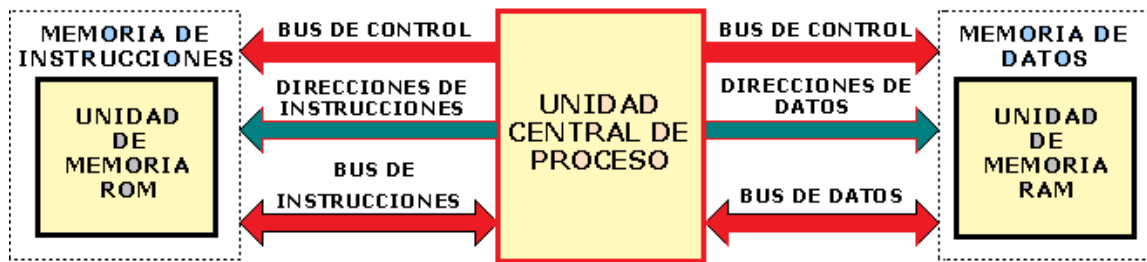 MEMORIA DE
INSTRUCCIONES
UNIDAD
DE
MEMORIA
ROM
BUS DE CONTROL
DIRECCIONES DE
INSTRUCCIONES
BUS DE
INSTRUCCIONES
UNIDAD
CENTRAL DE
PROCESO
BUS DE CONTROL
DIRECCIONES DE
DATOS
BUS DE DATOS
MEMORIA DE
DATOS
UNIDAD
DE
MEMORIA
RAM